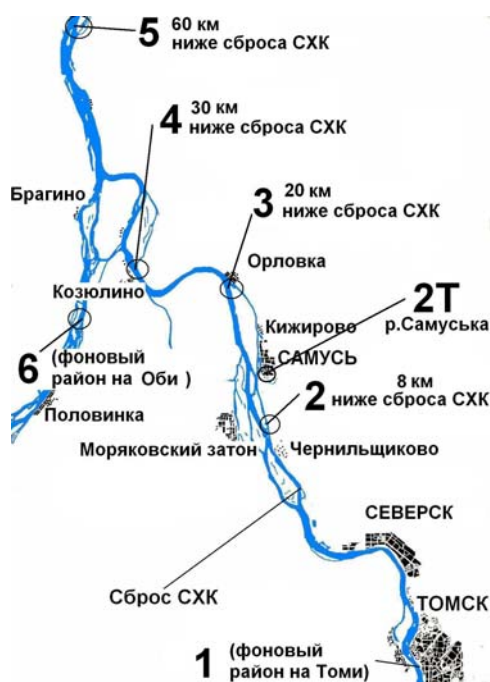 5 60 км
ниже сброса СХК
4 30 км
ниже сброса СХК
Брагино
3 20 км
ниже сброса СХК
Орловка
Козюлино
2Т
р.Самуська
Кижирово
6 (фоновый
район на Оби )
САМУСЬ
Половинка
2 8 км
ниже сброса СХК
Моряковский затон
Чернильщиково
СЕВЕРСК
Сброс СХК
ТОМСК
1 (фоновый
район на Томи)